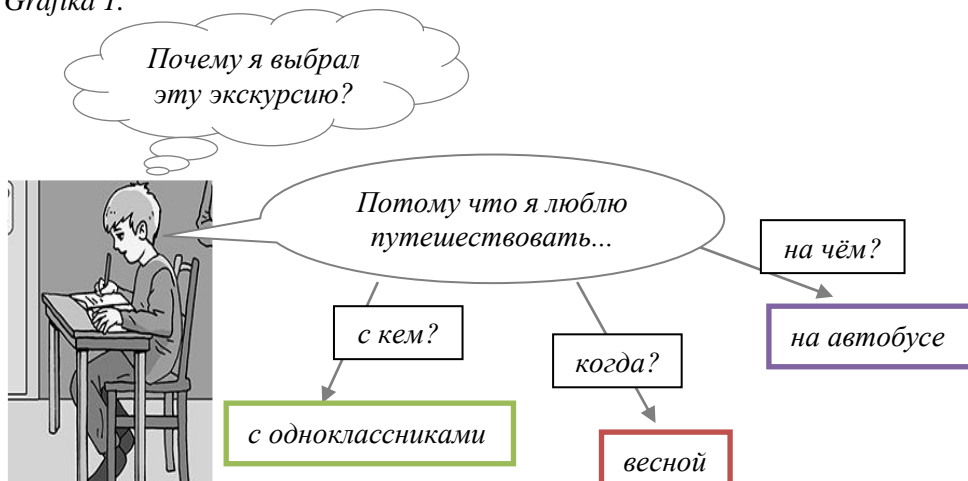 Grafika 1.
Почему я выбрал
эту экскурсию?
Потому что я люблю
путешествовать...
на чём?
на автобусе
с кем?
когда?
с одноклассниками
весной